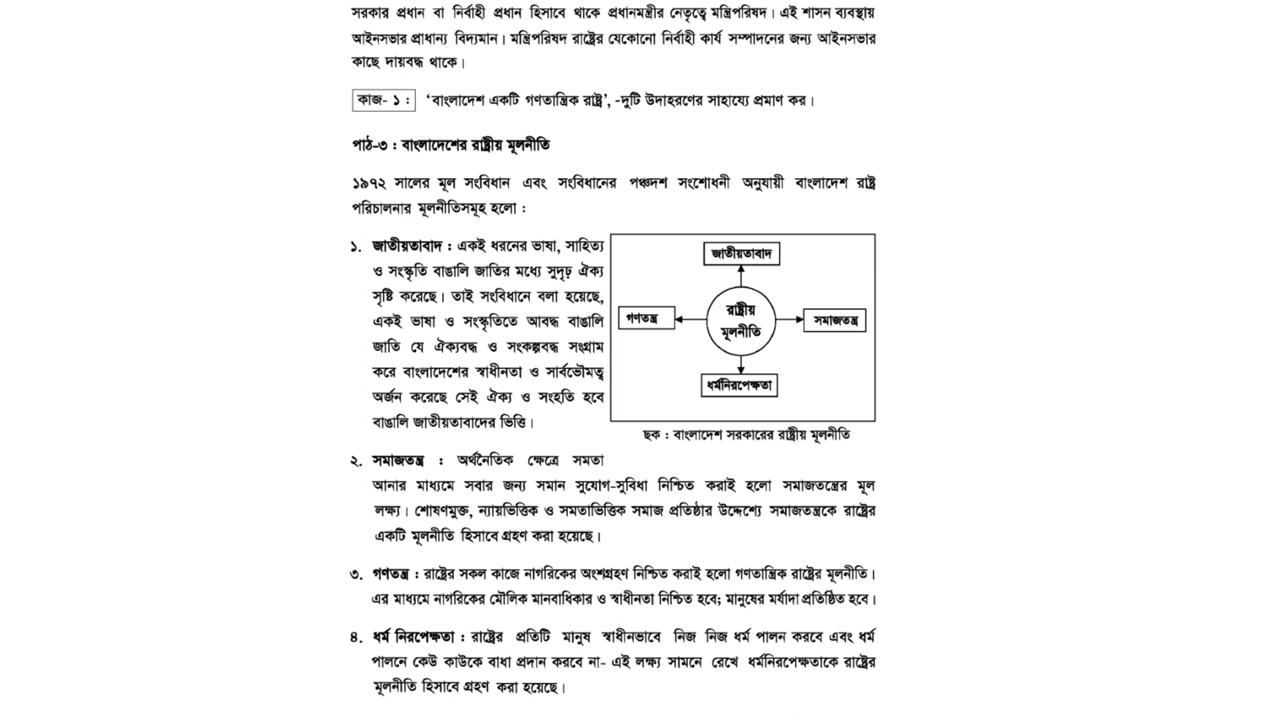 সরকার প্রধান বা নির্বাহী প্রধান হিসাবে থাকে প্রধানমন্ত্রীর নেতৃত্বে মন্ত্রিপরিষদ। এই শাসন ব্যবস্থায়
আইনসভার প্রাধান্য বিদ্যমান। মন্ত্রিপরিষদ রাষ্ট্রের যেকোনো নির্বাহী কার্য সম্পাদনের জন্য আইনসভার
কাছে দায়বদ্ধ থাকে।
কাজ- ১ : ‘বাংলাদেশ একটি গণতান্ত্রিক রাষ্ট্র’, -দুটি উদাহরণের সাহায্যে প্রমাণ কর।
পাঠ-৩ : বাংলাদেশের রাষ্ট্রীয় মূলনীতি
১৯৭২ সালের মূল সংবিধান এবং সংবিধানের পঞ্চদশ সংশোধনী অনুযায়ী বাংলাদেশ রাষ্ট্র
পরিচালনার মূলনীতিসমূহ হলো :
১. জাতীয়তাবাদ : একই ধরনের ভাষা, সাহিত্য
ও সংস্কৃতি বাঙালি জাতির মধ্যে সুদৃঢ় ঐক্য
সৃষ্টি করেছে। তাই সংবিধানে বলা হয়েছে,
একই ভাষা ও সংস্কৃতিতে আবদ্ধ বাঙালি
জাতি যে ঐক্যবদ্ধ ও সংকল্পবদ্ধ সংগ্রাম
করে বাংলাদেশের স্বাধীনতা ও সার্বভৌমত্ব
অর্জন করেছে সেই ঐক্য ও সংহতি হবে
বাঙালি জাতীয়তাবাদের ভিত্তি।
জাতীয়তাবাদ
গণতন্ত্র
রাষ্ট্রীয়
মূলনীতি
সমাজতন্ত্র
ধর্মনিরপেক্ষতা
ছক : বাংলাদেশ সরকারের রাষ্ট্রীয় মূলনীতি
২. সমাজতন্ত্র : অর্থনৈতিক ক্ষেত্রে সমতা
আনার মাধ্যমে সবার জন্য সমান সুযোগ-সুবিধা নিশ্চিত করাই হলো সমাজতন্ত্রের মূল
লক্ষ্য। শোষণমুক্ত, ন্যায়ভিত্তিক ও সমতাভিত্তিক সমাজ প্রতিষ্ঠার উদ্দেশ্যে সমাজতন্ত্রকে রাষ্ট্রের
একটি মূলনীতি হিসাবে গ্রহণ করা হয়েছে।
৩. গণতন্ত্র : রাষ্ট্রের সকল কাজে নাগরিকের অংশগ্রহণ নিশ্চিত করাই হলো গণতান্ত্রিক রাষ্ট্রের মূলনীতি।
এর মাধ্যমে নাগরিকের মৌলিক মানবাধিকার ও স্বাধীনতা নিশ্চিত হবে; মানুষের মর্যাদা প্রতিষ্ঠিত হবে।
৪. ধর্ম নিরপেক্ষতা : রাষ্ট্রের প্রতিটি মানুষ স্বাধীনভাবে নিজ নিজ ধর্ম পালন করবে এবং ধর্ম
পালনে কেউ কাউকে বাধা প্রদান করবে না- এই লক্ষ্য সামনে রেখে ধর্মনিরপেক্ষতাকে রাষ্ট্রের
মূলনীতি হিসাবে গ্রহণ করা হয়েছে।